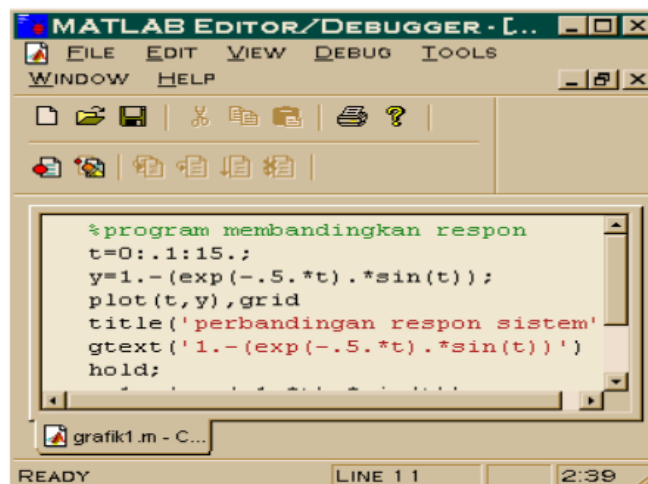 MATLAB EDITOR/DEBUGGER - [...
FILE EDIT VIEW DEBUG TOOLS
WINDOW HELP
%program membandingkan respon
t=0:.1:15.;
y=1.-(exp(-.5.*t).*sin(t));
plot(t,y),grid
title('perbandingan respon sistem'
gtext('1.-(exp(-.5.*t).*sin(t))')
hold;
grafik1.m - C...
READY LINE 11 2:39